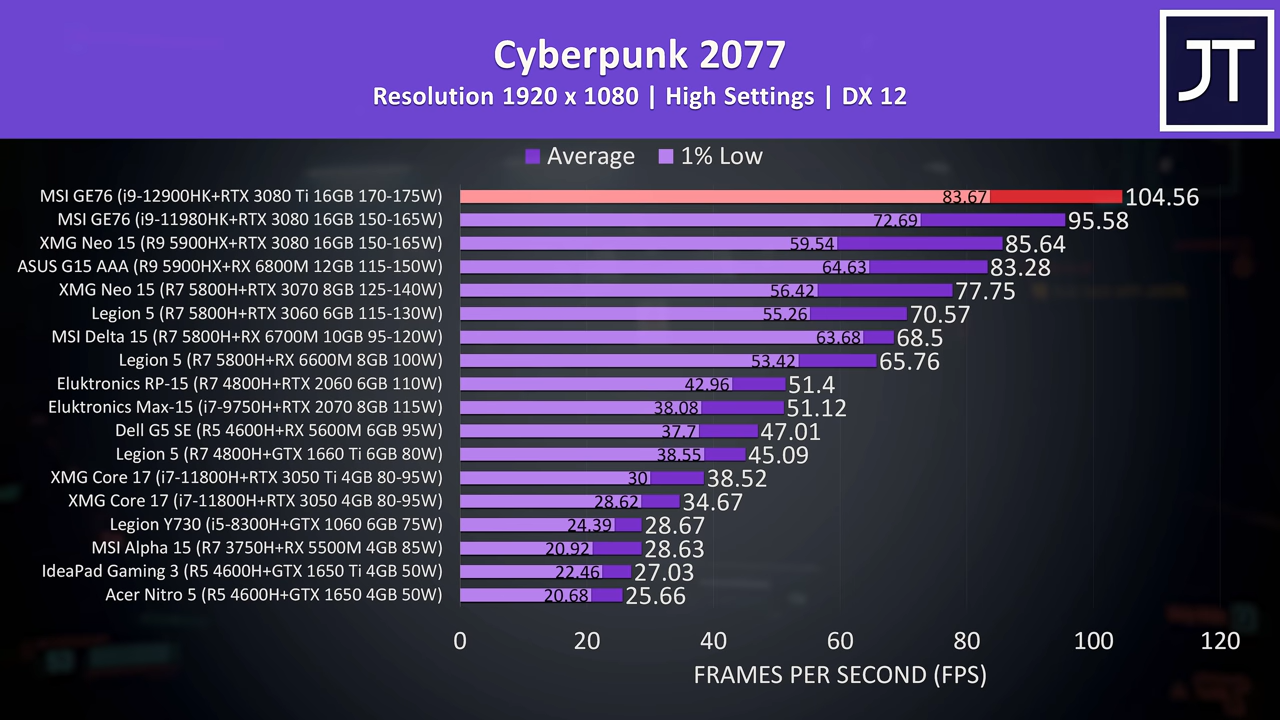 Cyberpunk 2077
Resolution 1920 x 1080 | High Settings | DX 12
JT
Average 1% Low
MSI GE76 (i9-12900HK+RTX 3080 Ti 16GB 170-175W) 83.67 104.56
MSI GE76 (i9-11980HK+RTX 3080 16GB 150-165W) 72.69 95.58
XMG Neo 15 (R9 5900HX+RTX 3080 16GB 150-165W) 59.54 85.64
ASUS G15 AAA (R9 5900HX+RX 6800M 12GB 115-150W) 64.63 83.28
XMG Neo 15 (R7 5800H+RTX 3070 8GB 125-140W) 56.42 77.75
Legion 5 (R7 5800H+RTX 3060 6GB 115-130W) 55.26 70.57
MSI Delta 15 (R7 5800H+RX 6700M 10GB 95-120W) 63.68 68.5
Legion 5 (R7 5800H+RX 6600M 8GB 100W) 53.42 65.76
Eluktronics RP-15 (R7 4800H+RTX 2060 6GB 110W) 42.96 51.4
Eluktronics Max-15 (i7-9750H+RTX 2070 8GB 115W) 38.08 51.12
Dell G5 SE (R5 4600H+RX 5600M 6GB 95W) 37.7 47.01
Legion 5 (R7 4800H+GTX 1660 Ti 6GB 80W) 38.55 45.09
XMG Core 17 (i7-11800H+RTX 3050 Ti 4GB 80-95W) 30 38.52
XMG Core 17 (i7-11800H+RTX 3050 4GB 80-95W) 28.62 34.67
Legion Y730 (i5-8300H+GTX 1060 6GB 75W) 24.39 28.67
MSI Alpha 15 (R7 3750H+RX 5500M 4GB 85W) 20.92 28.63
IdeaPad Gaming 3 (R5 4600H+GTX 1650 Ti 4GB 50W) 22.46 27.03
Acer Nitro 5 (R5 4600H+GTX 1650 4GB 50W) 20.68 25.66
0 20 40 60 80 100 120
FRAMES PER SECOND (FPS)